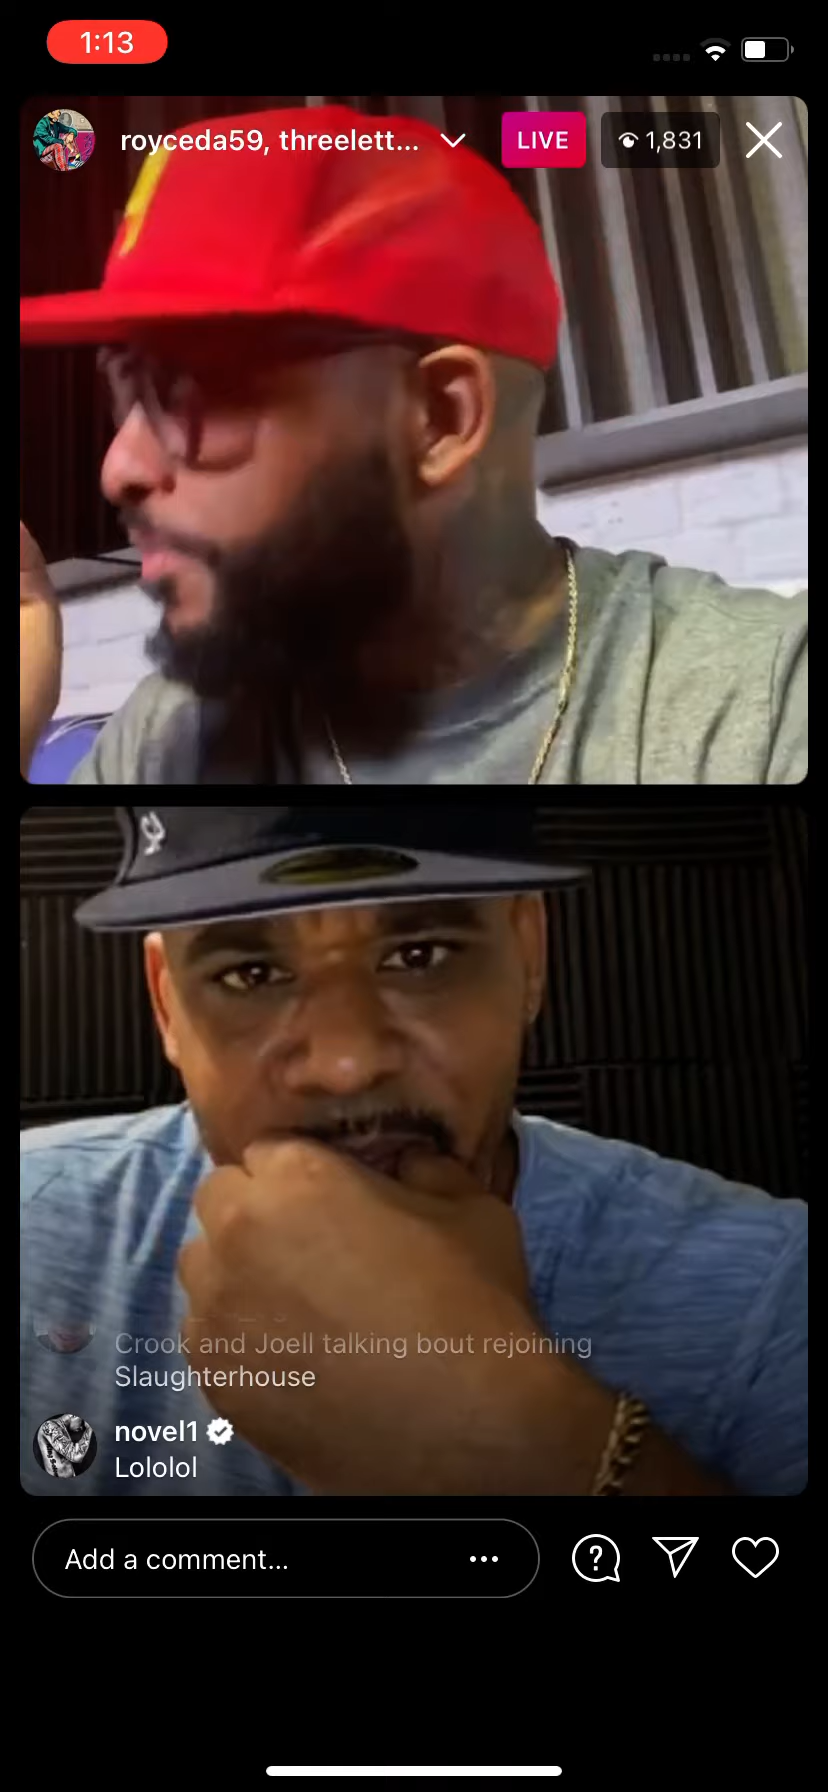 1:13
royceda59, threelett...
LIVE
1,831
Crook and Joell talking bout rejoining
Slaughterhouse
novel1
Lololol
Add a comment...